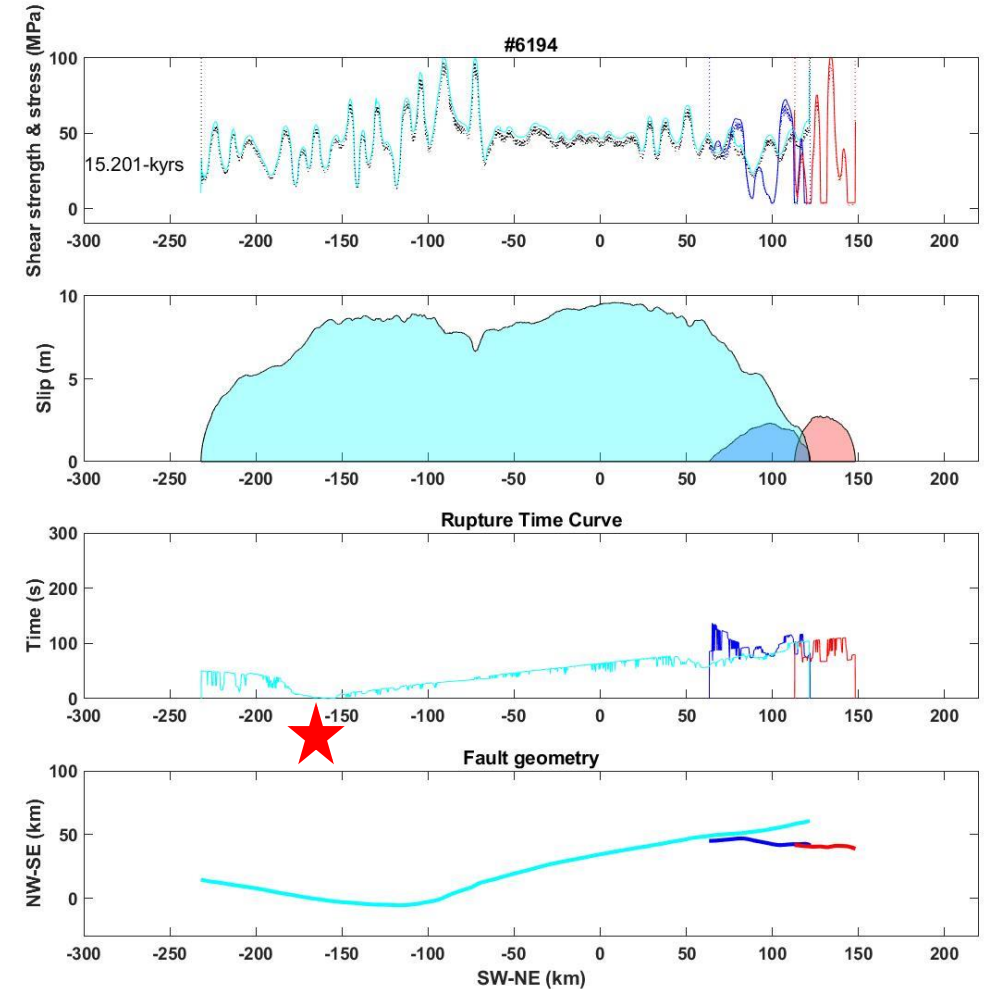 #6194
Shear strength & stress (MPa)
100
50
0
15.201-kyrs
-300 -250 -200 -150 -100 -50 0 50 100 150 200
Slip (m)
10
5
0
-300 -250 -200 -150 -100 -50 0 50 100 150 200
Rupture Time Curve
Time (s)
300
200
100
0
-300 -250 -200 -150 -100 -50 0 50 100 150 200
Fault geometry
NW-SE (km)
100
50
0
-300 -250 -200 -150 -100 -50 0 50 100 150 200
SW-NE (km)